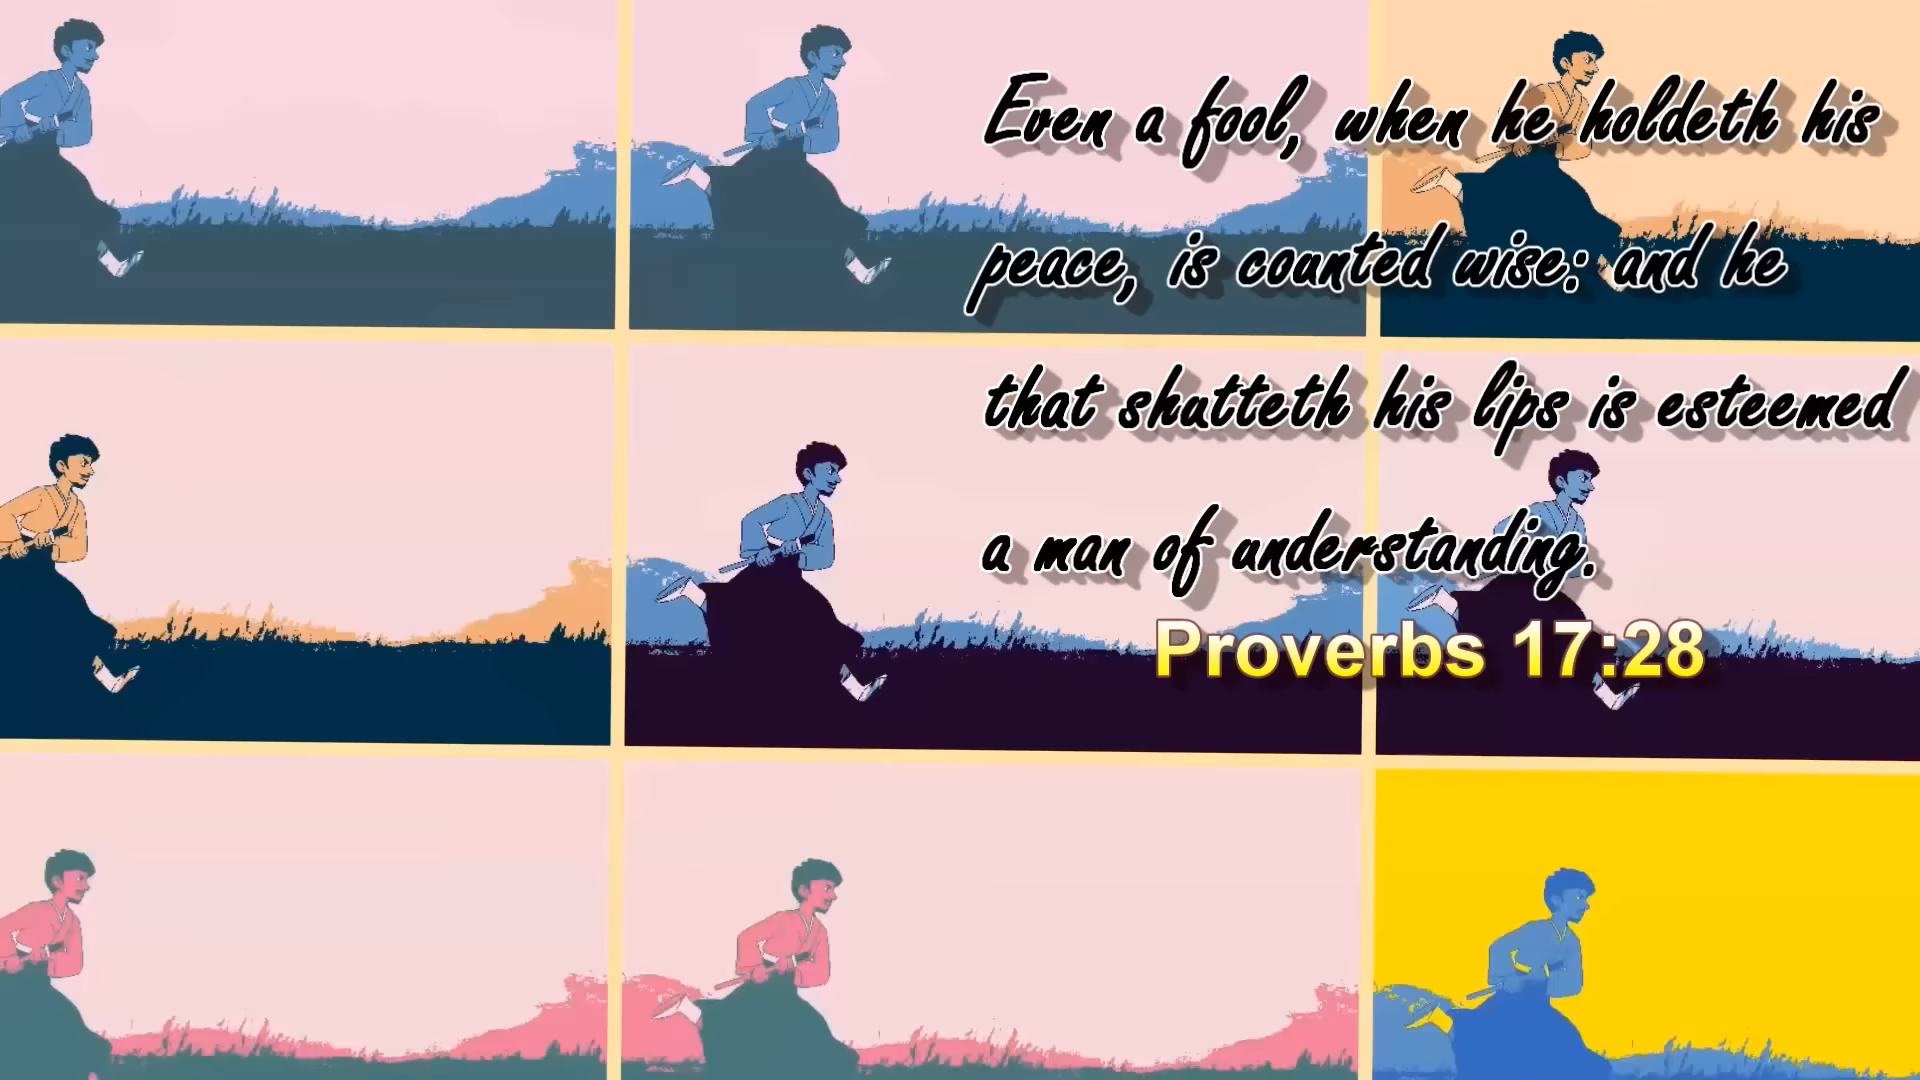 Even a fool, when he holdeth his
peace, is counted wise: and he
that shutteth his lips is esteemed
a man of understanding.
Proverbs 17:28